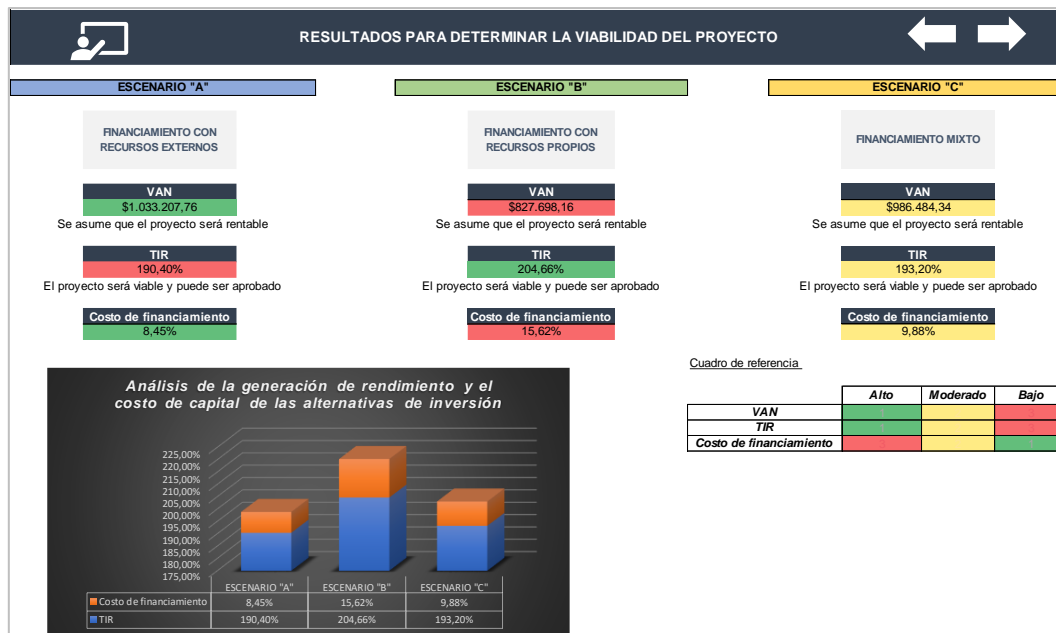 RESULTADOS PARA DETERMINAR LA VIABILIDAD DEL PROYECTO
ESCENARIO "A"
FINANCIAMIENTO CON
RECURSOS EXTERNOS
VAN
$1.033.207,76
Se asume que el proyecto será rentable
TIR
190,40%
El proyecto será viable y puede ser aprobado
Costo de financiamiento
8,45%
ESCENARIO "B"
FINANCIAMIENTO CON
RECURSOS PROPIOS
VAN
$827.698,16
Se asume que el proyecto será rentable
TIR
204,66%
El proyecto será viable y puede ser aprobado
Costo de financiamiento
15,62%
ESCENARIO "C"
FINANCIAMIENTO MIXTO
VAN
$986.484,34
Se asume que el proyecto será rentable
TIR
193,20%
El proyecto será viable y puede ser aprobado
Costo de financiamiento
9,88%
Análisis de la generación de rendimiento y el
costo de capital de las alternativas de inversión
225,00%
220,00%
215,00%
210,00%
205,00%
200,00%
195,00%
190,00%
185,00%
180,00%
175,00%
ESCENARIO "A" ESCENARIO "B" ESCENARIO "C"
Costo de financiamiento 8,45% 15,62% 9,88%
TIR 190,40% 204,66% 193,20%
Cuadro de referencia
Alto Moderado Bajo
VAN
TIR
Costo de financiamiento